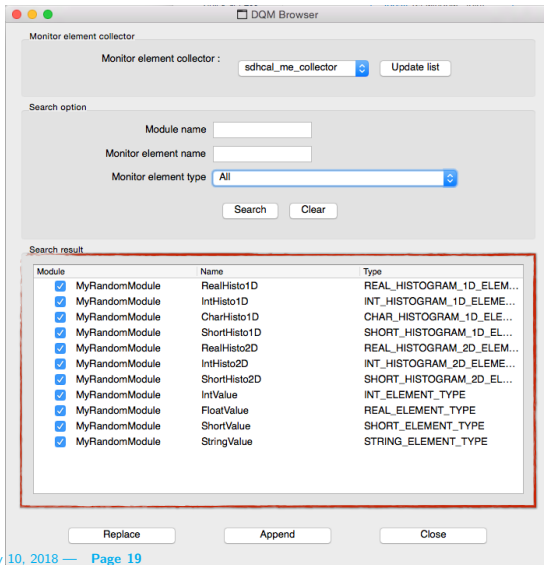 DQM Browser
Monitor element collector
Monitor element collector : sdhcal_me_collector Update list
Search option
Module name
Monitor element name
Monitor element type All
Search Clear
Search result
Module Name Type
MyRandomModule RealHisto1D REAL_HISTOGRAM_1D_ELEM...
MyRandomModule IntHisto1D INT_HISTOGRAM_1D_ELEME...
MyRandomModule CharHisto1D CHAR_HISTOGRAM_1D_ELE...
MyRandomModule ShortHisto1D SHORT_HISTOGRAM_1D_EL...
MyRandomModule RealHisto2D REAL_HISTOGRAM_2D_ELEM...
MyRandomModule IntHisto2D INT_HISTOGRAM_2D_ELEME...
MyRandomModule ShortHisto2D SHORT_HISTOGRAM_2D_EL...
MyRandomModule IntValue INT_ELEMENT_TYPE
MyRandomModule FloatValue REAL_ELEMENT_TYPE
MyRandomModule ShortValue SHORT_ELEMENT_TYPE
MyRandomModule StringValue STRING_ELEMENT_TYPE
Replace Append Close
10, 2018 — Page 19